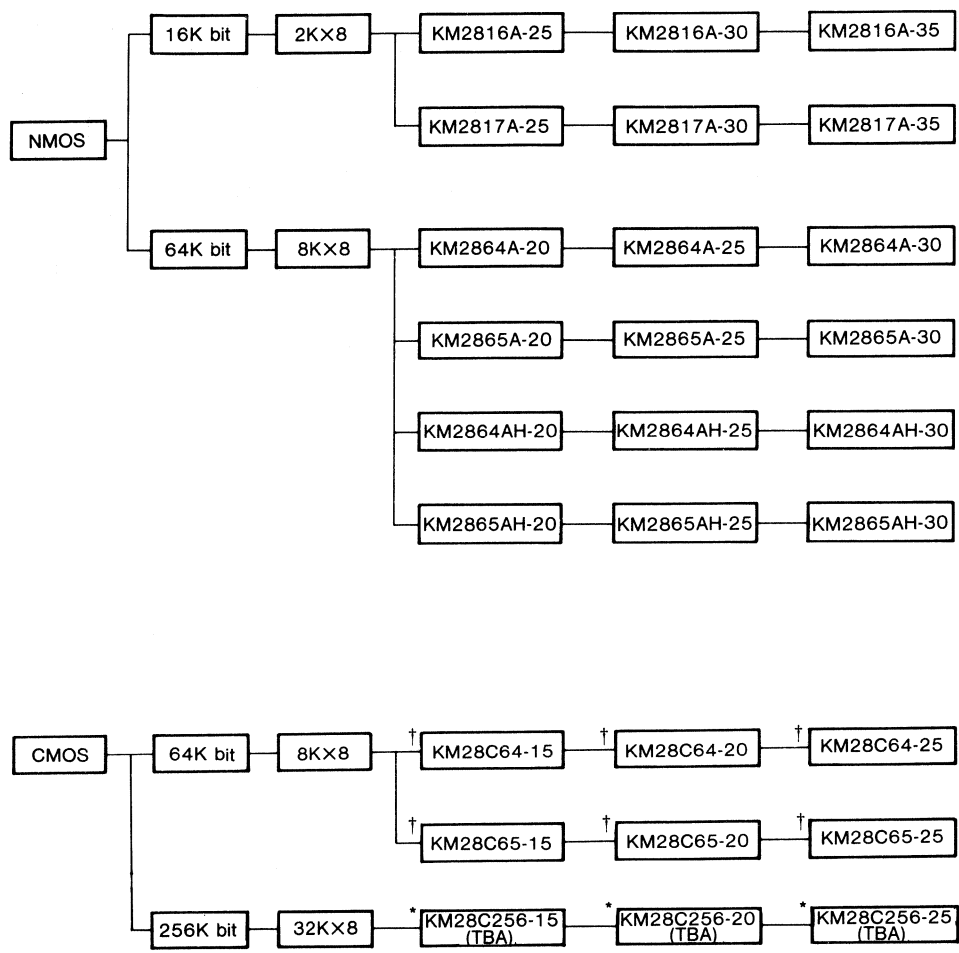 16K bit 2K×8 KM2816A-25 KM2816A-30 KM2816A-35
KM2817A-25 KM2817A-30 KM2817A-35
NMOS
64K bit 8K×8 KM2864A-20 KM2864A-25 KM2864A-30
KM2865A-20 KM2865A-25 KM2865A-30
KM2864AH-20 KM2864AH-25 KM2864AH-30
KM2865AH-20 KM2865AH-25 KM2865AH-30
CMOS 64K bit 8K×8 †KM28C64-15 †KM28C64-20 †KM28C64-25
†KM28C65-15 †KM28C65-20 †KM28C65-25
256K bit 32K×8 *KM28C256-15 *KM28C256-20 *KM28C256-25
(TBA) (TBA) (TBA)